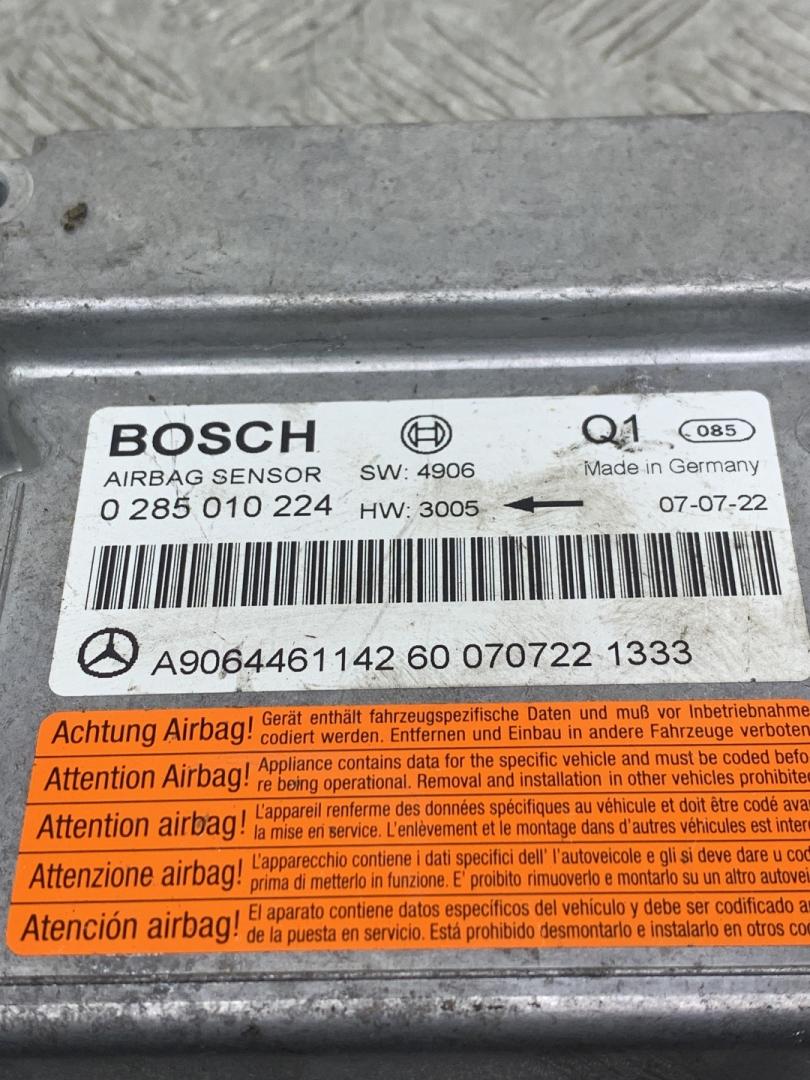 BOSCH Q1 085
AIRBAG SENSOR SW: 4906 Made in Germany
0 285 010 224 HW: 3005 07-07-22
A9064461142 60 070722 1333
Achtung Airbag! Gerät enthält fahrzeugspezifische Daten und muß vor Inbetriebnahme
codiert werden. Entfernen und Einbau in andere Fahrzeuge verboten
Attention Airbag! Appliance contains data for the specific vehicle and must be coded befo
re being operational. Removal and installation in other vehicles prohibited
Attention airbag! L'appareil renferme des données spécifiques au véhicule et doit être codé
la mise en service. L'enlèvement et le montage dans d'autres véhicules est
Attenzione airbag! L'apparecchio contiene i dati specifici dell' l'autoveicolo e gli si deve dare u
prima di metterlo in funzione. E' proibito rimuoverlo e montarlo su un altro
Atención airbag! El aparato contiene datos específicos del vehículo y debe ser codificado
de la puesta en servicio. Está prohibido desmontarlo e instalarlo en otros